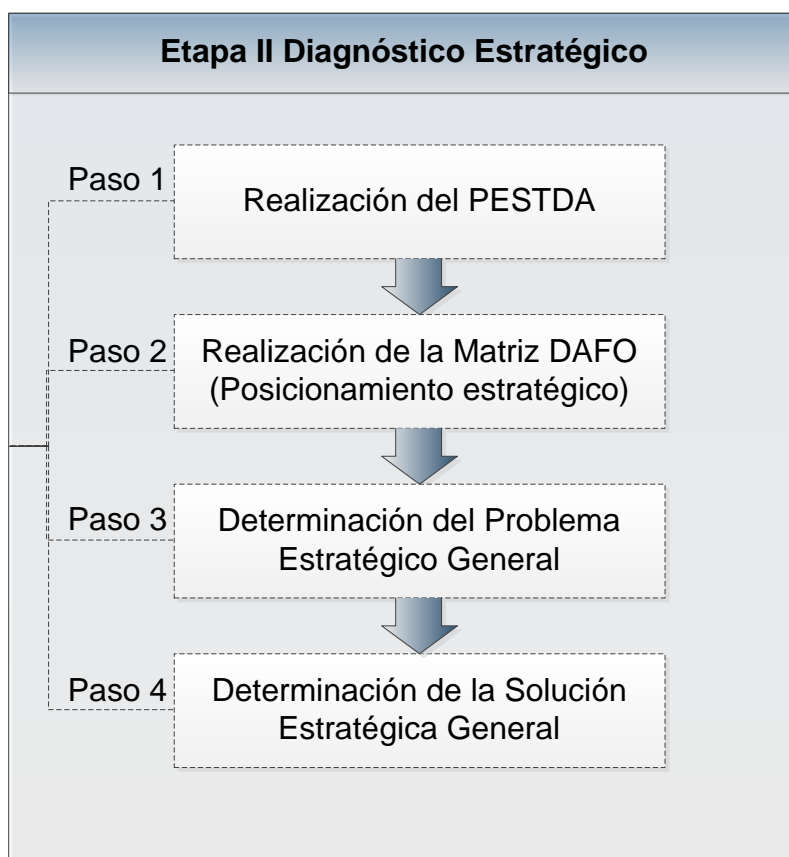 Etapa II Diagnóstico Estratégico
Paso 1
Realización del PESTDA
Paso 2
Realización de la Matriz DAFO
(Posicionamiento estratégico)
Paso 3
Determinación del Problema
Estratégico General
Paso 4
Determinación de la Solución
Estratégica General